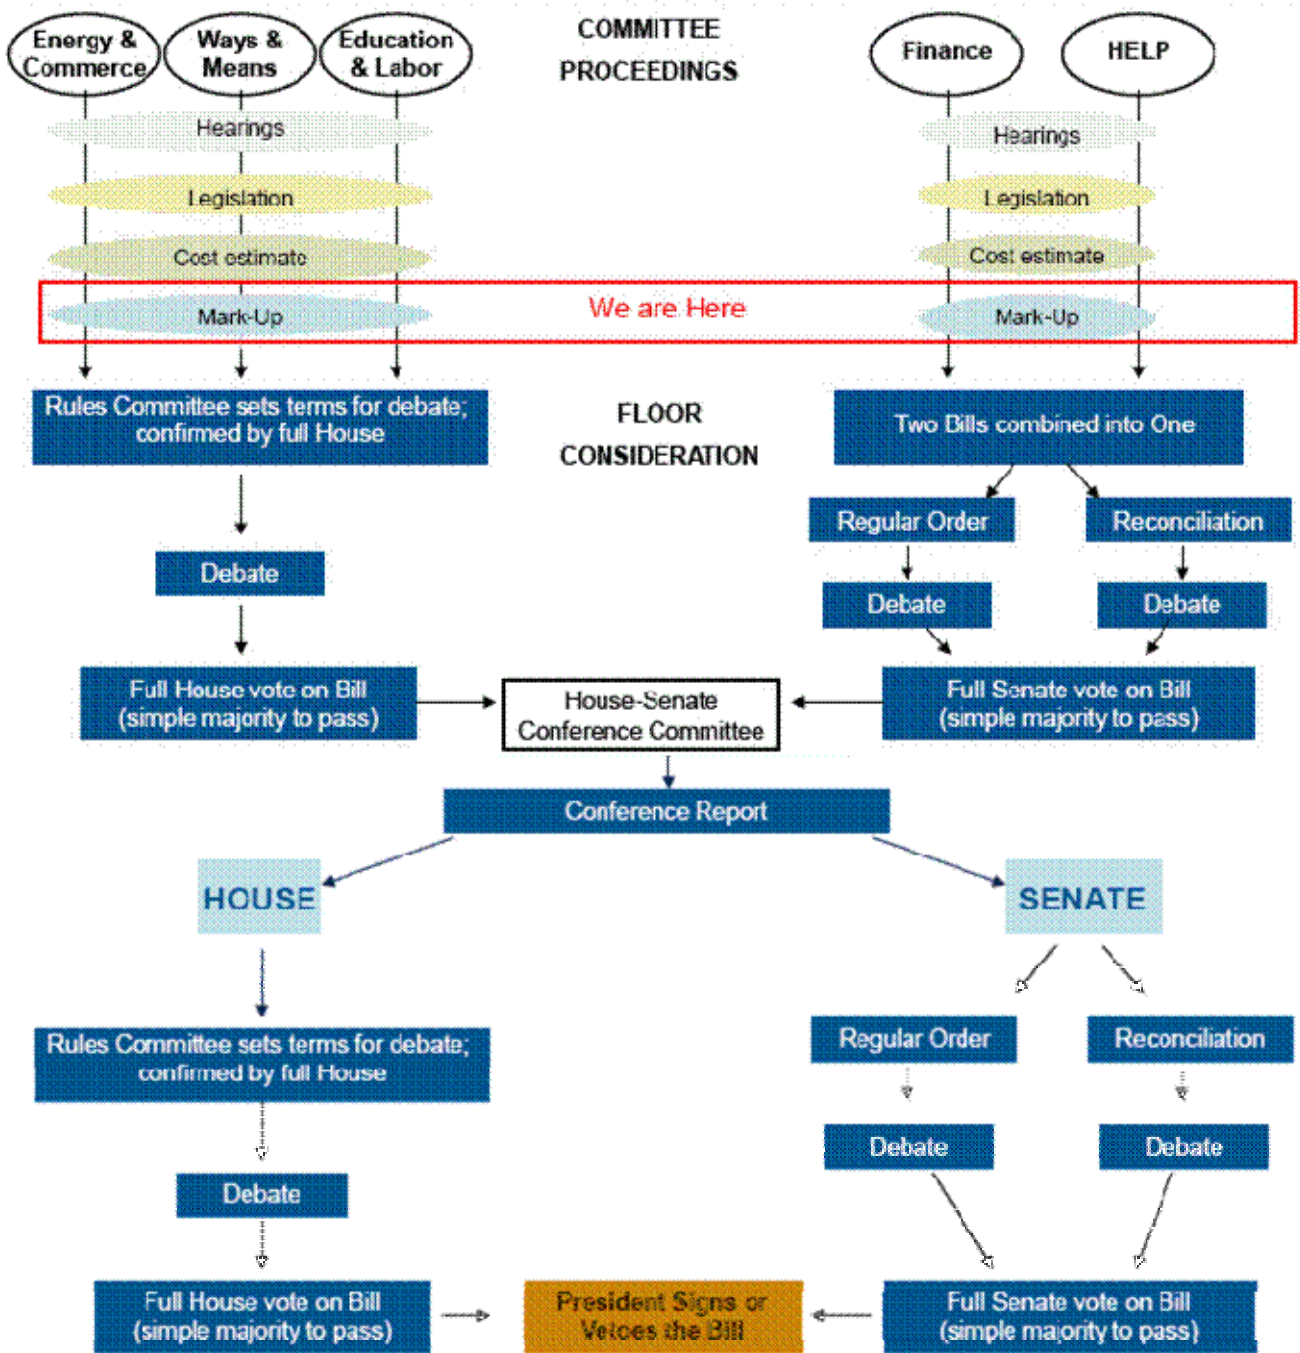 Energy &
Commerce
Ways &
Means
Education
& Labor
COMMITTEE
PROCEEDINGS
Finance
HELP
Hearings
Hearings
Legislation
Legislation
Cost estimate
Cost estimate
Mark-Up
We are Here
Mark-Up
Rules Committee sets terms for debate;
confirmed by full House
FLOOR
CONSIDERATION
Two Bills combined into One
Regular Order
Reconciliation
Debate
Debate
Debate
Full House vote on Bill
(simple majority to pass)
House-Senate
Conference Committee
Full Senate vote on Bill
(simple majority to pass)
Conference Report
HOUSE
SENATE
Rules Committee sets terms for debate;
confirmed by full House
Regular Order
Reconciliation
Debate
Debate
Debate
Full House vote on Bill
(simple majority to pass)
President Signs or
Vetoes the Bill
Full Senate vote on Bill
(simple majority to pass)